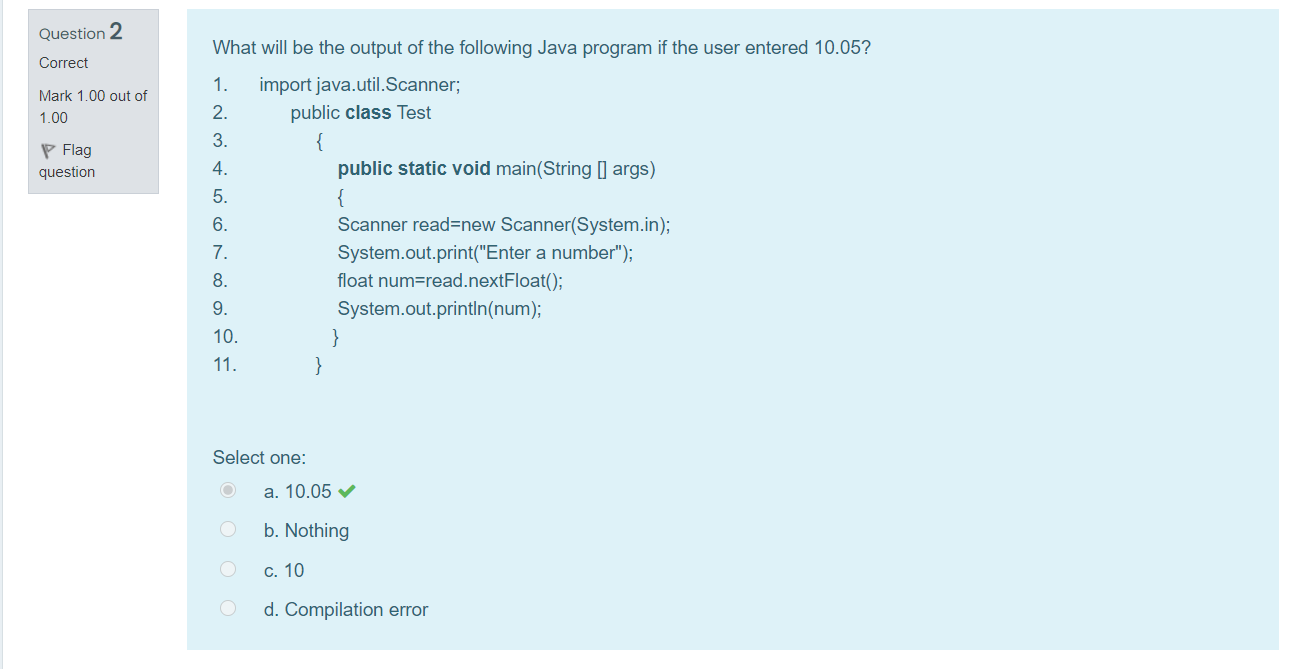 Question 2
Correct
Mark 1.00 out of
1.00
Flag
question
What will be the output of the following Java program if the user entered 10.05?
1. import java.util.Scanner;
2. public class Test
3. {
4. public static void main(String [] args)
5. {
6. Scanner read=new Scanner(System.in);
7. System.out.print("Enter a number");
8. float num=read.nextFloat();
9. System.out.println(num);
10. }
11. }
Select one:
a. 10.05
b. Nothing
c. 10
d. Compilation error